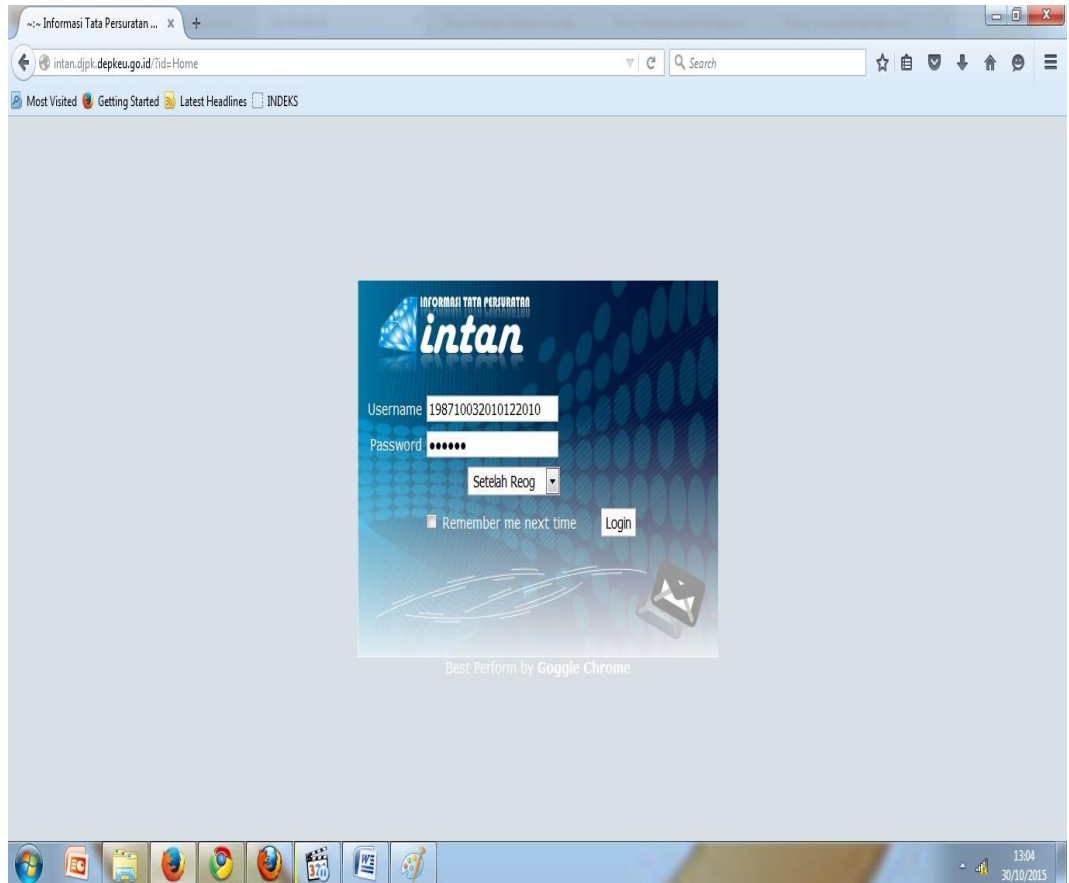 ~:~ Informasi Tata Persuratan ...
intan.djpk.depkeu.go.id/?id=Home
Search
Most Visited Getting Started Latest Headlines INDEKS
INFORMASI TATA PERSURATAN
intan
Username 198710032010122010
Password ••••••
Setelah Reog
Remember me next time Login
Best Perform by Goggle Chrome
13:04
30/10/2015